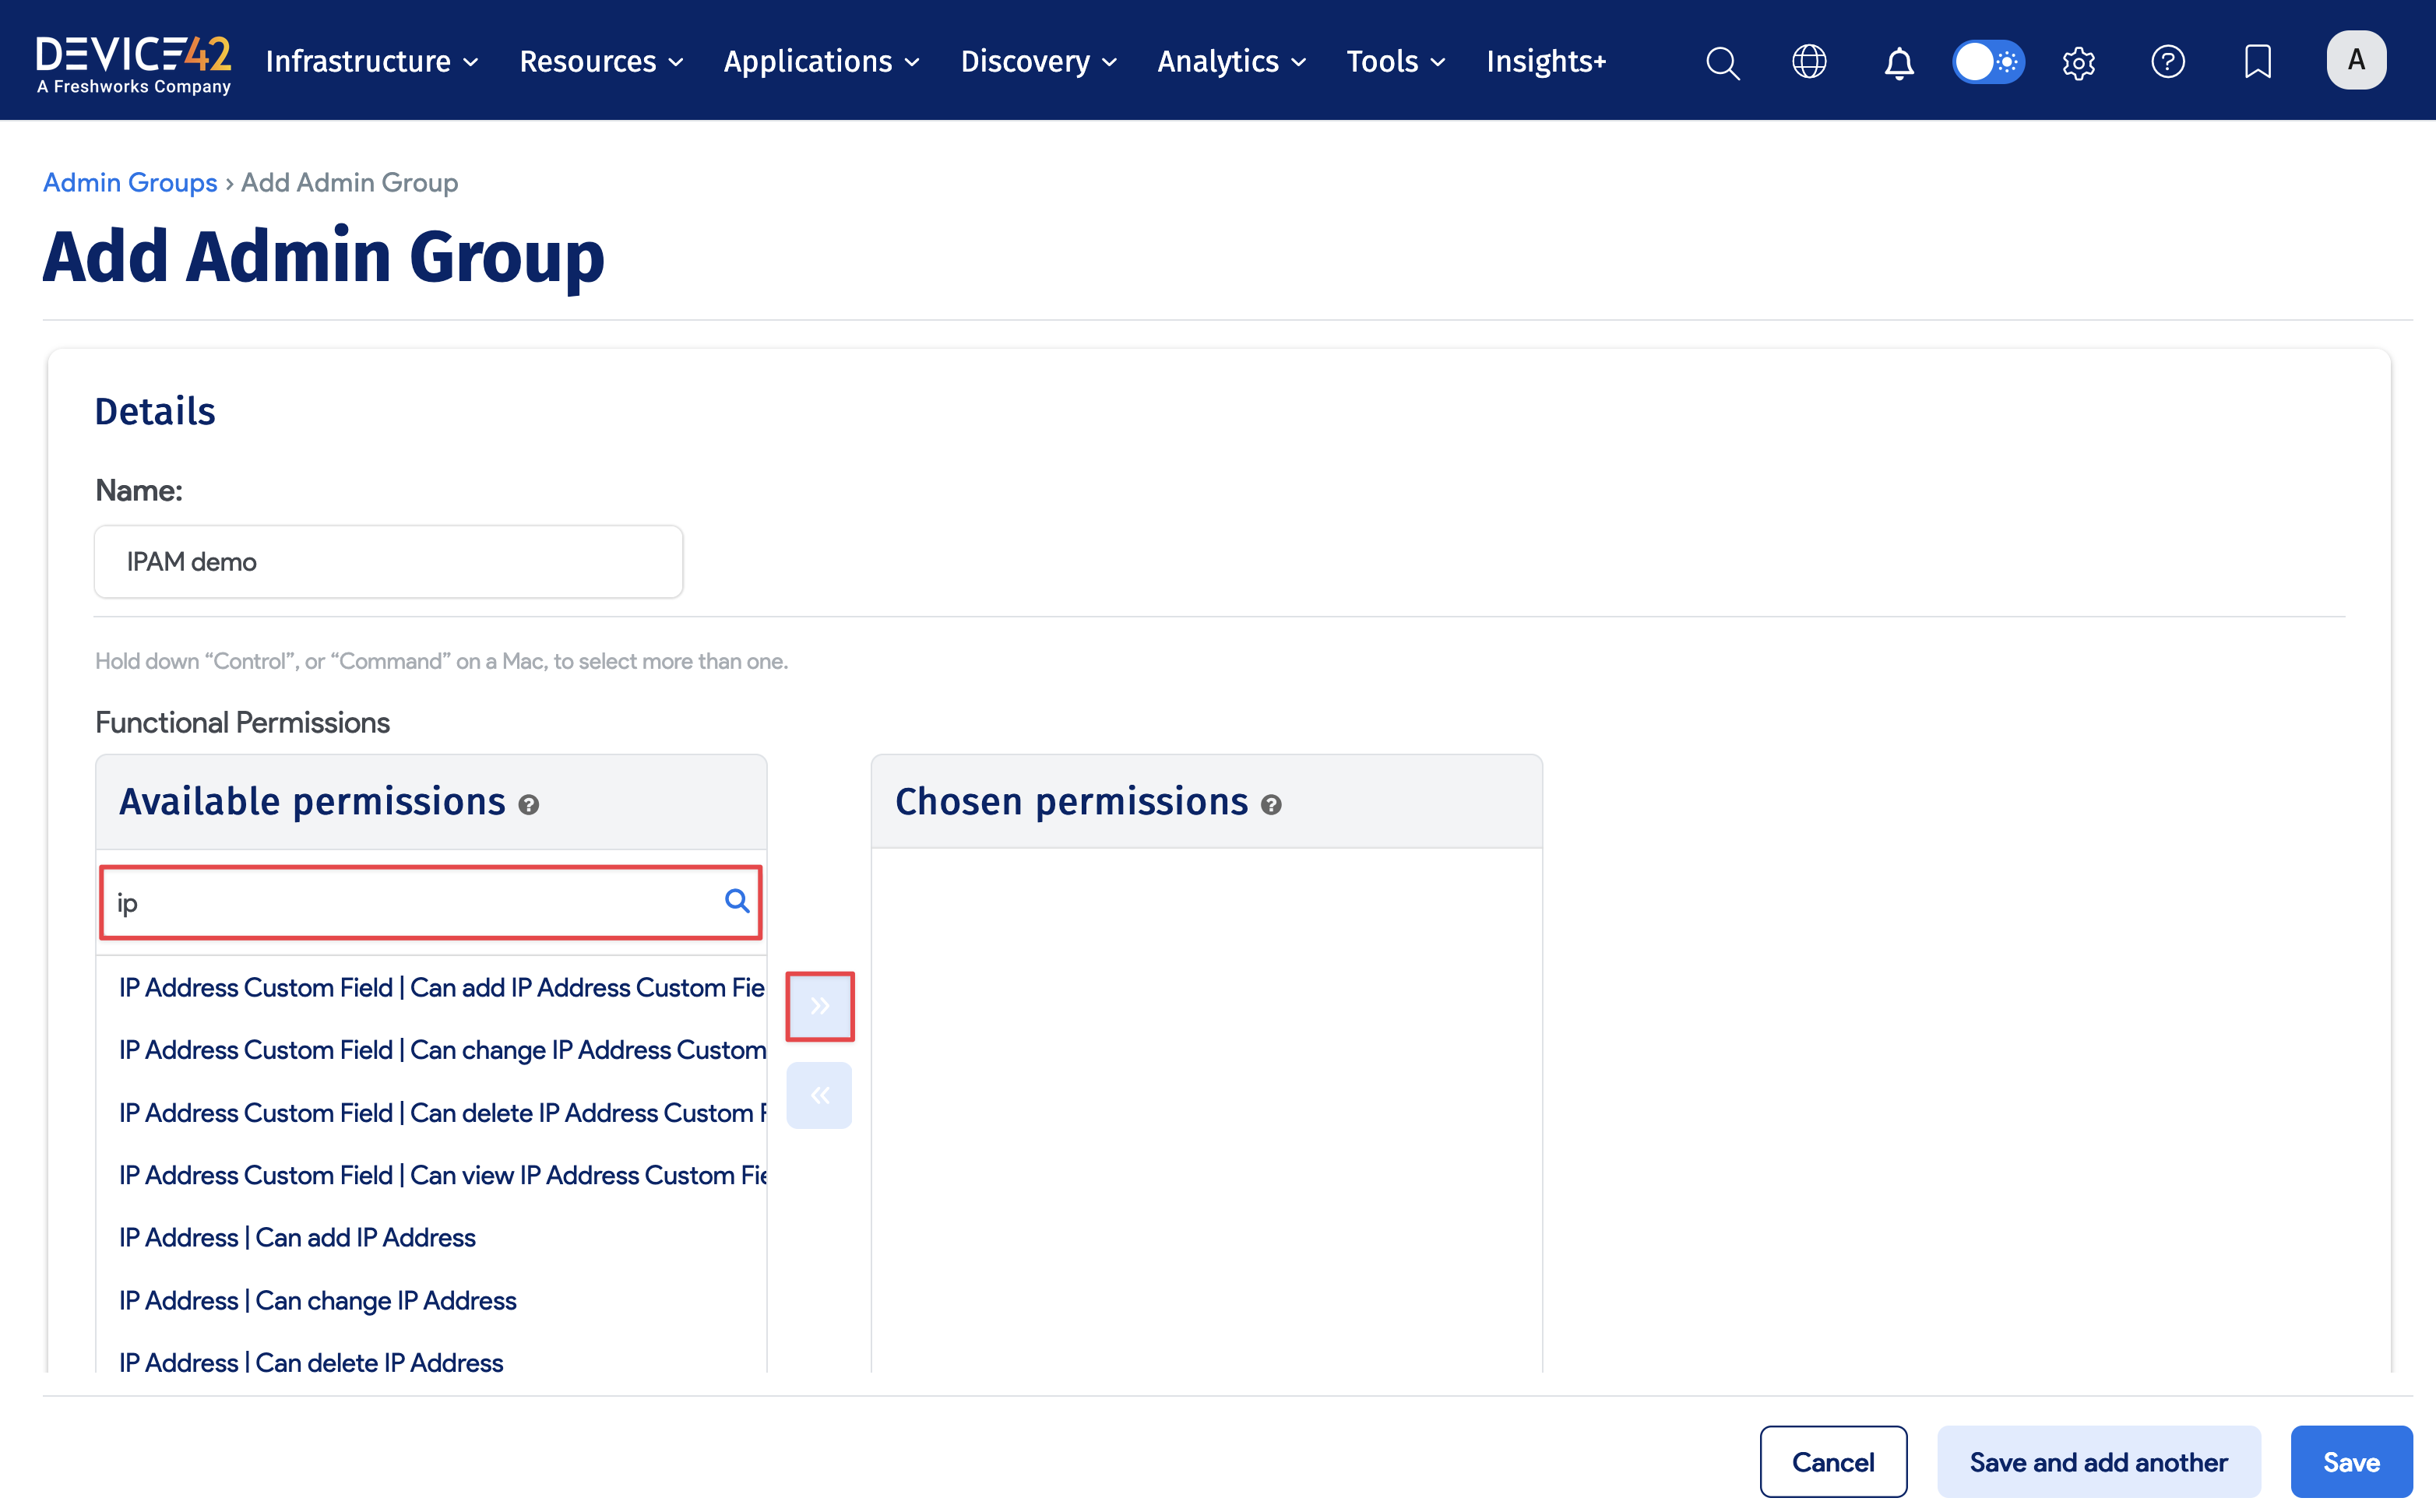 DEVICE42
A Freshworks Company
Infrastructure
Resources
Applications
Discovery
Analytics
Tools
Insights+
A
Admin Groups › Add Admin Group
Add Admin Group
Details
Name:
IPAM demo
Hold down “Control”, or “Command” on a Mac, to select more than one.
Functional Permissions
Available permissions ?
Chosen permissions ?
ip
IP Address Custom Field | Can add IP Address Custom Fie
IP Address Custom Field | Can change IP Address Custom
IP Address Custom Field | Can delete IP Address Custom F
IP Address Custom Field | Can view IP Address Custom Fie
IP Address | Can add IP Address
IP Address | Can change IP Address
IP Address | Can delete IP Address
Cancel
Save and add another
Save